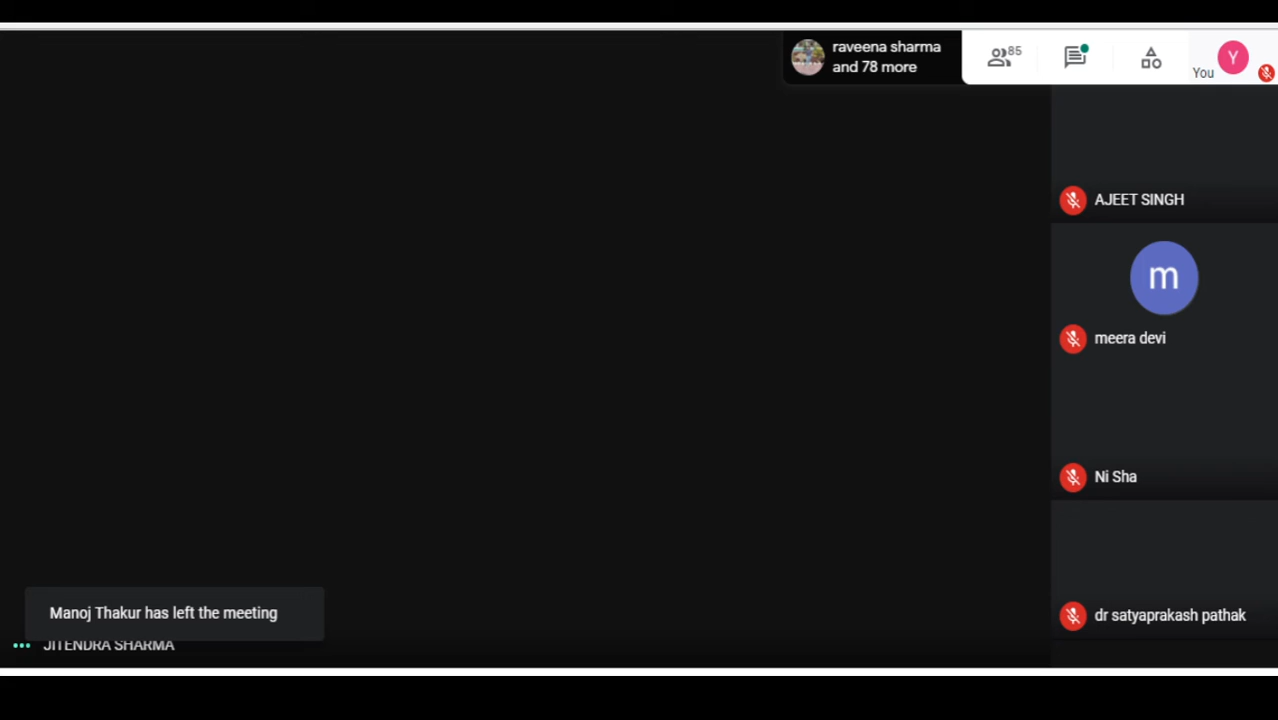 raveena sharma
and 78 more
85
You
Y
AJEET SINGH
m
meera devi
Ni Sha
dr satyaprakash pathak
Manoj Thakur has left the meeting
JITENDRA SHARMA